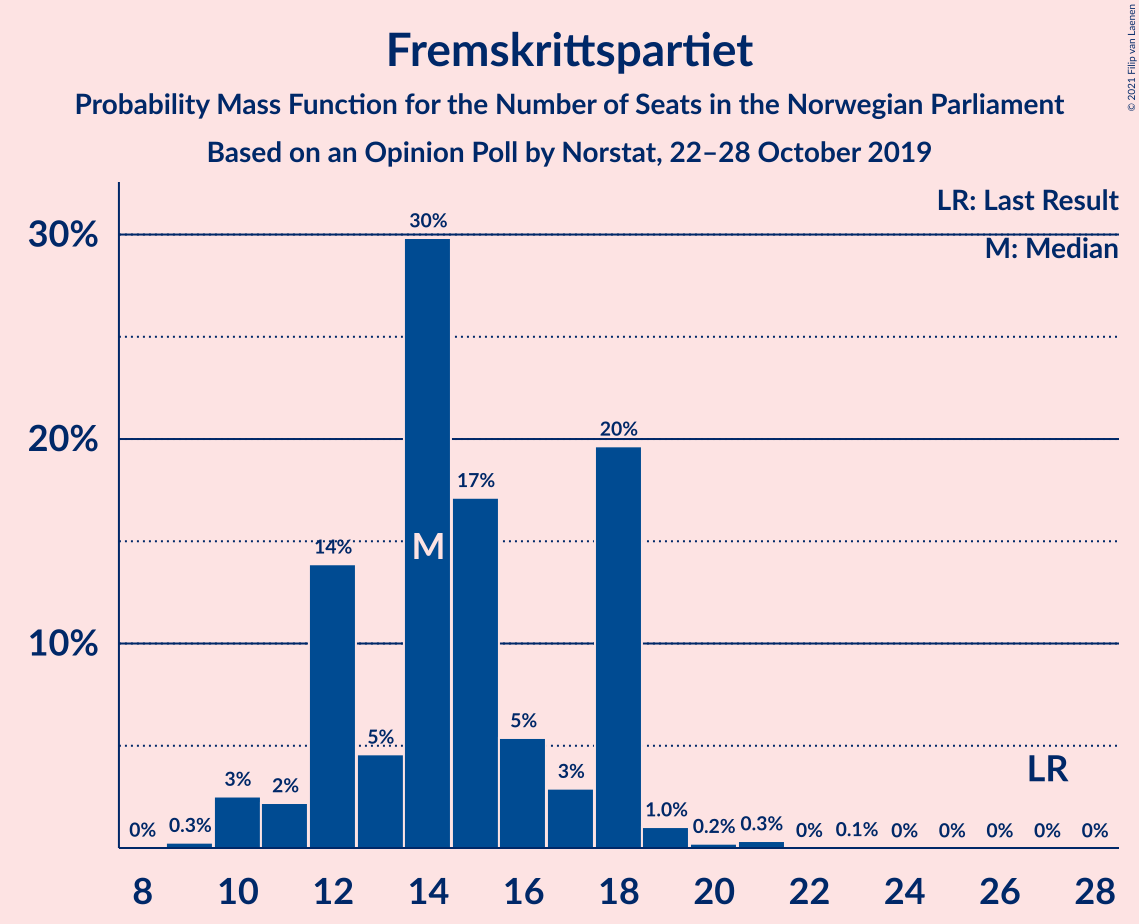 Fremskrittspartiet
Probability Mass Function for the Number of Seats in the Norwegian Parliament
Based on an Opinion Poll by Norstat, 22–28 October 2019
© 2021 Filip van Laenen
LR: Last Result
M: Median
30%
20%
10%
0%
0.3%
3%
2%
14%
5%
30%
17%
5%
3%
20%
1.0%
0.2%
0.3%
0%
0.1%
0%
0%
0%
0%
0%
M
LR
8 10 12 14 16 18 20 22 24 26 28